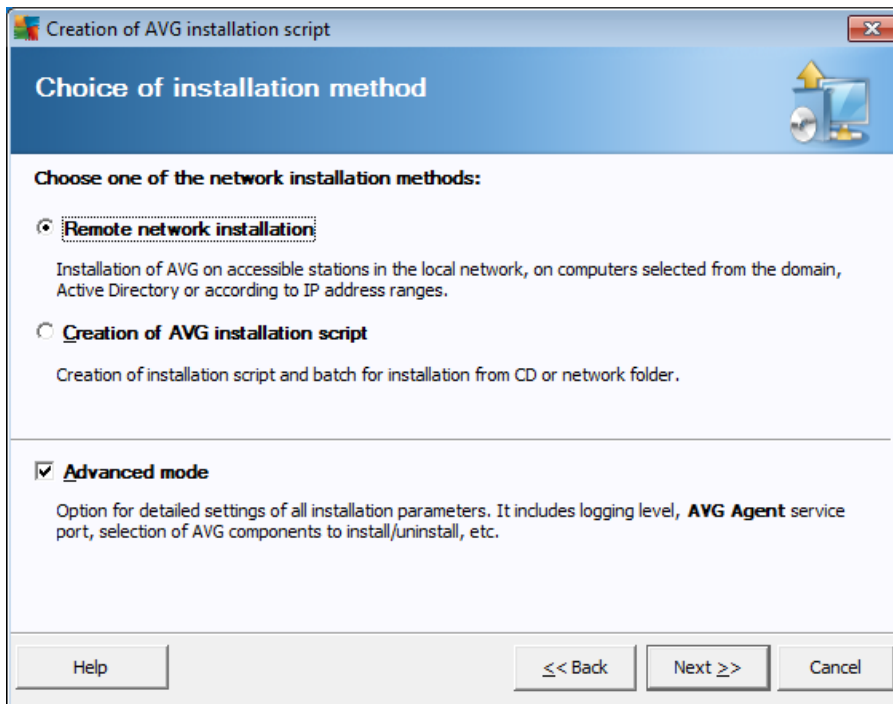 Creation of AVG installation script
Choice of installation method
Choose one of the network installation methods:
Remote network installation
Installation of AVG on accessible stations in the local network, on computers selected from the domain,
Active Directory or according to IP address ranges.
Creation of AVG installation script
Creation of installation script and batch for installation from CD or network folder.
Advanced mode
Option for detailed settings of all installation parameters. It includes logging level, AVG Agent service
port, selection of AVG components to install/uninstall, etc.
Help
<< Back
Next >>
Cancel